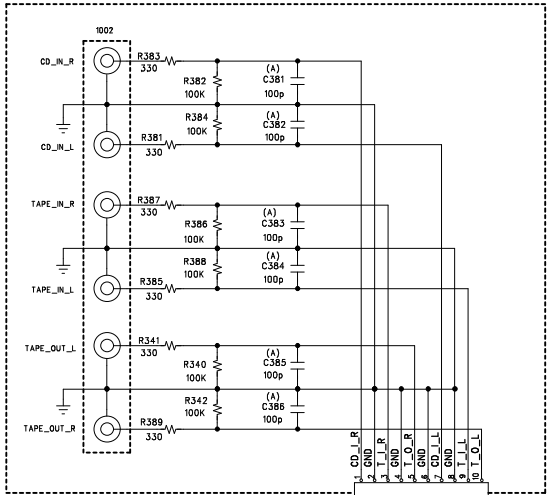 1002
CD_IN_R
R383
330
R382
100K
(A)
C381
100p
R384
100K
(A)
C382
100p
CD_IN_L
R381
330
TAPE_IN_R
R387
330
R386
100K
(A)
C383
100p
R388
100K
(A)
C384
100p
TAPE_IN_L
R385
330
TAPE_OUT_L
R341
330
R340
100K
(A)
C385
100p
R342
100K
(A)
C386
100p
TAPE_OUT_R
R389
330
1 CD_I_R
2 GND
3 T_I_R
4 GND
5 T_O_R
6 GND
7 CD_I_L
8 GND
9 T_I_L
10 T_O_L